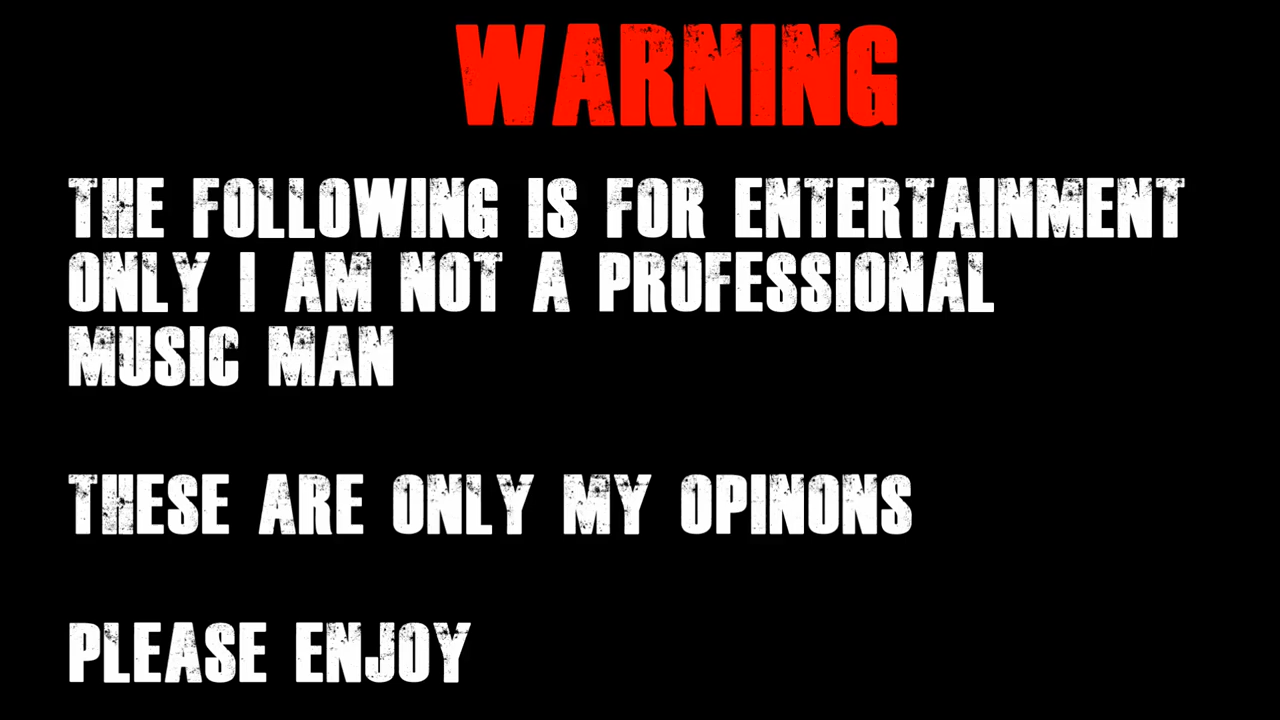 WARNING
THE FOLLOWING IS FOR ENTERTAINMENT
ONLY I AM NOT A PROFESSIONAL
MUSIC MAN
THESE ARE ONLY MY OPINONS
PLEASE ENJOY